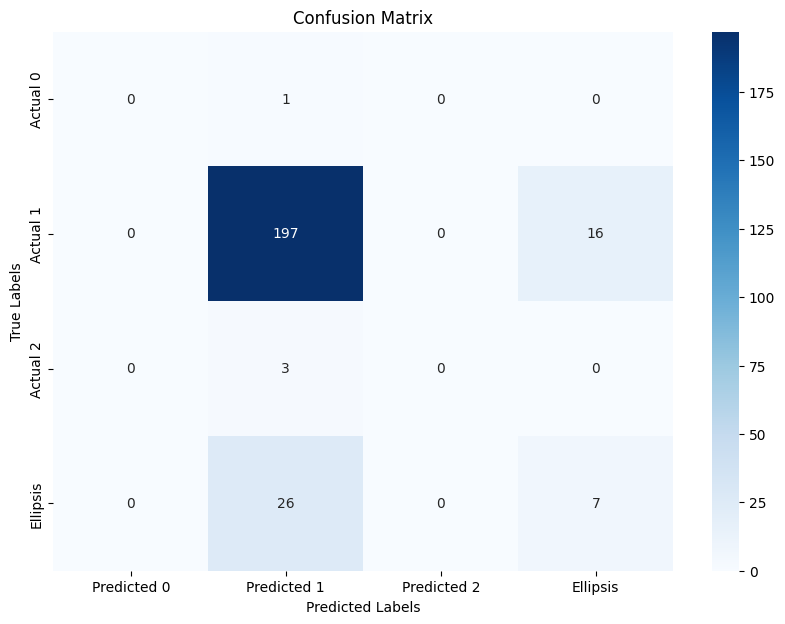 Confusion Matrix
True Labels
Actual 0
0 1 0 0
Actual 1
0 197 0 16
Actual 2
0 3 0 0
Ellipsis
0 26 0 7
Predicted 0 Predicted 1 Predicted 2 Ellipsis
Predicted Labels
175
150
125
100
75
50
25
0